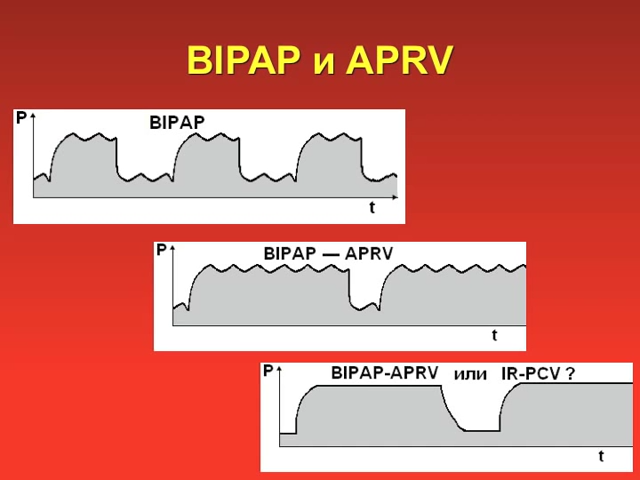 BIPAP и APRV
P
BIPAP
t
P
BIPAP — APRV
t
P
BIPAP-APRV или IR-PCV ?
t